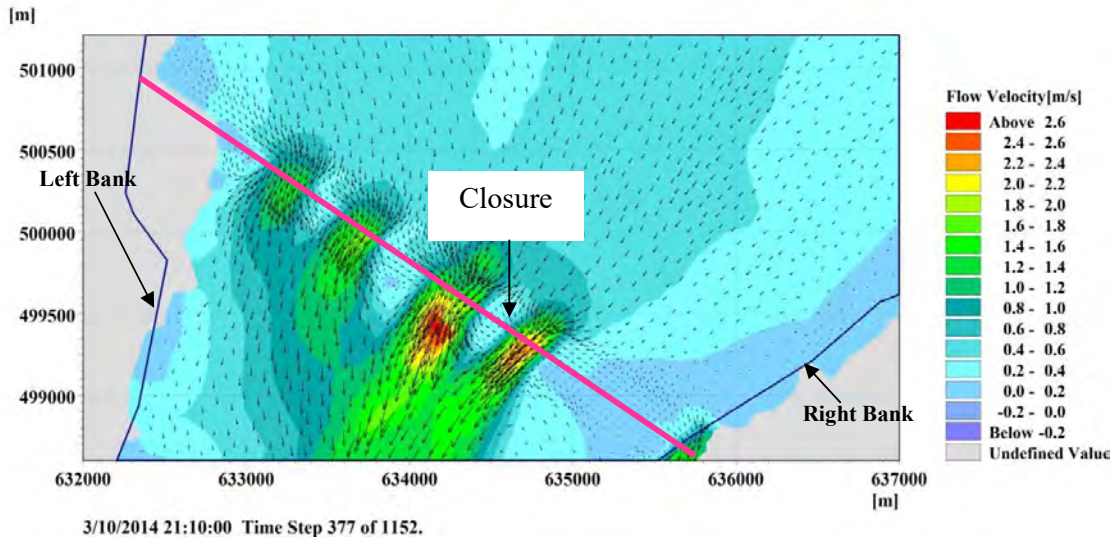 [m]
501000
500500
500000
499500
499000
Left Bank
Closure
Right Bank
632000 633000 634000 635000 636000 637000
[m]
3/10/2014 21:10:00 Time Step 377 of 1152.
Flow Velocity[m/s]
Above 2.6
2.4 - 2.6
2.2 - 2.4
2.0 - 2.2
1.8 - 2.0
1.6 - 1.8
1.4 - 1.6
1.2 - 1.4
1.0 - 1.2
0.8 - 1.0
0.6 - 0.8
0.4 - 0.6
0.2 - 0.4
0.0 - 0.2
-0.2 - 0.0
Below -0.2
Undefined Value